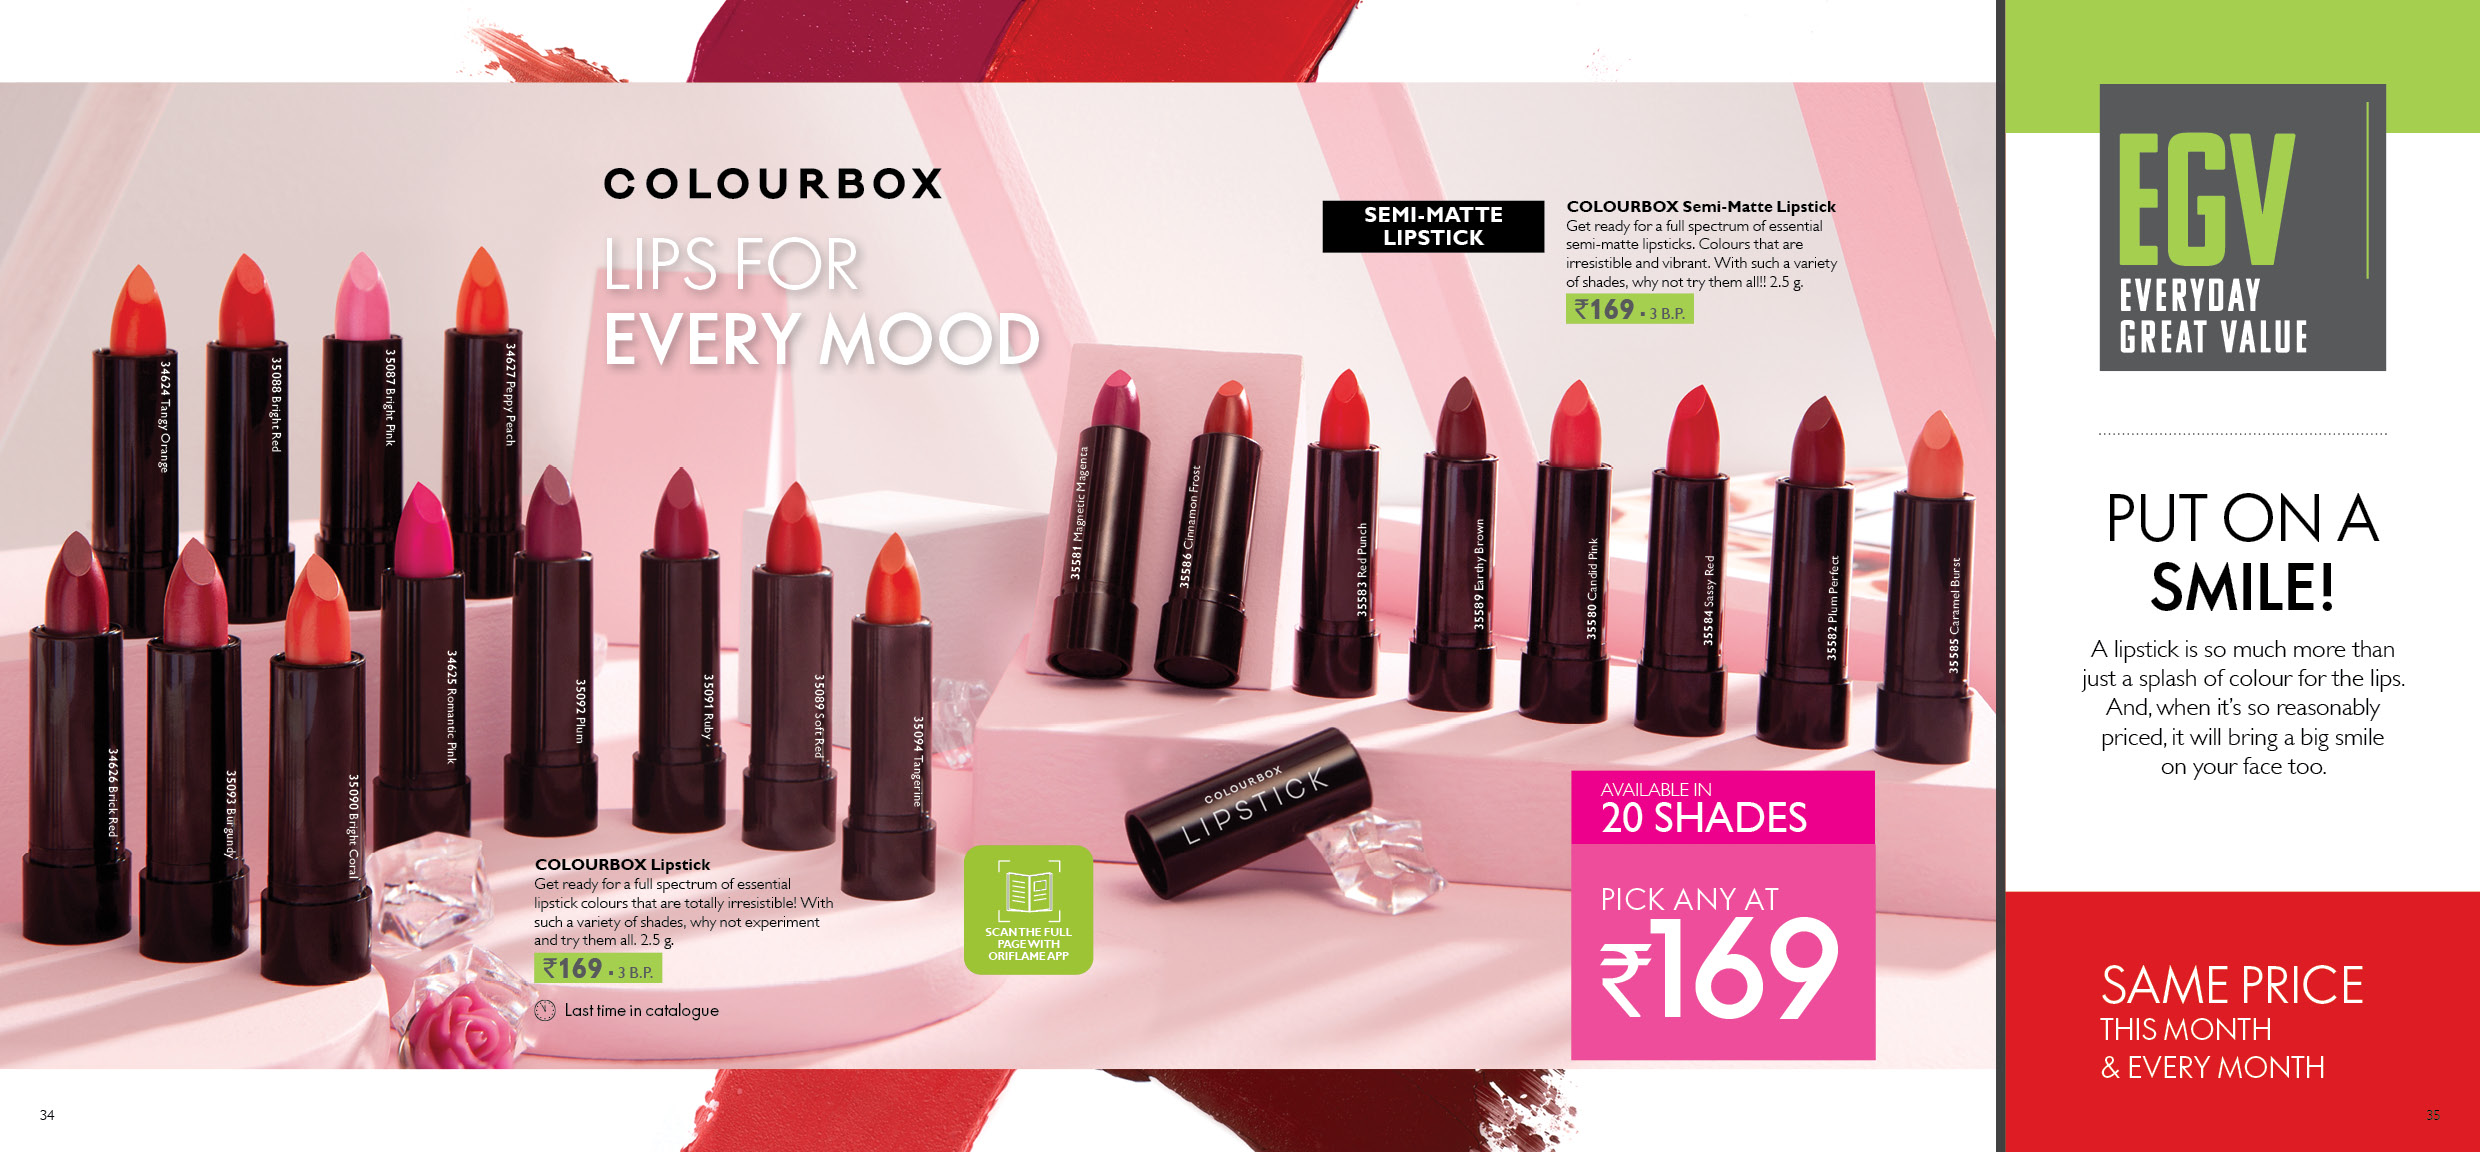 COLOURBOX
LIPS FOR
EVERY MOOD
34624 Tangy Orange
35088 Bright Red
35087 Bright Pink
34627 Peppy Peach
34626 Brick Red
35093 Burgundy
35090 Bright Coral
34625 Romantic Pink
35092 Plum
35091 Ruby
35089 Soft Red
35094 Tangerine
COLOURBOX Lipstick
Get ready for a full spectrum of essential
lipstick colours that are totally irresistible! With
such a variety of shades, why not experiment
and try them all. 2.5 g.
₹169 ▪ 3 B.P.
Last time in catalogue
SCAN THE FULL
PAGE WITH
ORIFLAME APP
SEMI-MATTE
LIPSTICK
COLOURBOX Semi-Matte Lipstick
Get ready for a full spectrum of essential
semi-matte lipsticks. Colours that are
irresistible and vibrant. With such a variety
of shades, why not try them all!! 2.5 g.
₹169 ▪ 3 B.P.
35581 Magnetic Magenta
35586 Cinnamon Frost
35583 Red Punch
35589 Earthy Brown
35580 Candid Pink
35584 Sassy Red
35582 Plum Perfect
35585 Caramel Burst
COLOURBOX
LIPSTICK
AVAILABLE IN
20 SHADES
PICK ANY AT
₹169
34
EGV
EVERYDAY
GREAT VALUE
PUT ON A
SMILE!
A lipstick is so much more than
just a splash of colour for the lips.
And, when it's so reasonably
priced, it will bring a big smile
on your face too.
SAME PRICE
THIS MONTH
& EVERY MONTH
35